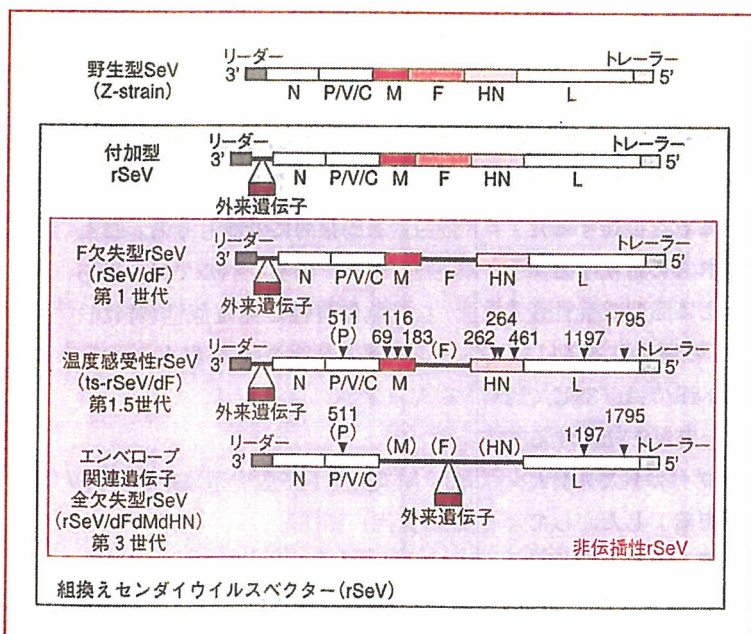 野生型SeV
(Z-strain)
リーダー
トレーラー
3'
5'
N P/V/C M F HN L
付加型
rSeV
リーダー
トレーラー
3'
5'
N P/V/C M F HN L
外来遺伝子
F欠失型rSeV
(rSeV/dF)
第1世代
リーダー
トレーラー
3'
5'
N P/V/C M F HN L
外来遺伝子
温度感受性rSeV
(ts-rSeV/dF)
第1.5世代
リーダー
トレーラー
511
(P)
116
69 183
(F)
264
262 461
1197
1795
3'
5'
N P/V/C M HN L
外来遺伝子
エンベロープ
関連遺伝子
全欠失型rSeV
(rSeV/dFdMdHN)
第3世代
リーダー
トレーラー
511
(P)
(M) (F) (HN)
1197
1795
3'
5'
N P/V/C L
外来遺伝子
非伝播性rSeV
組換えセンダイウイルスベクター(rSeV)